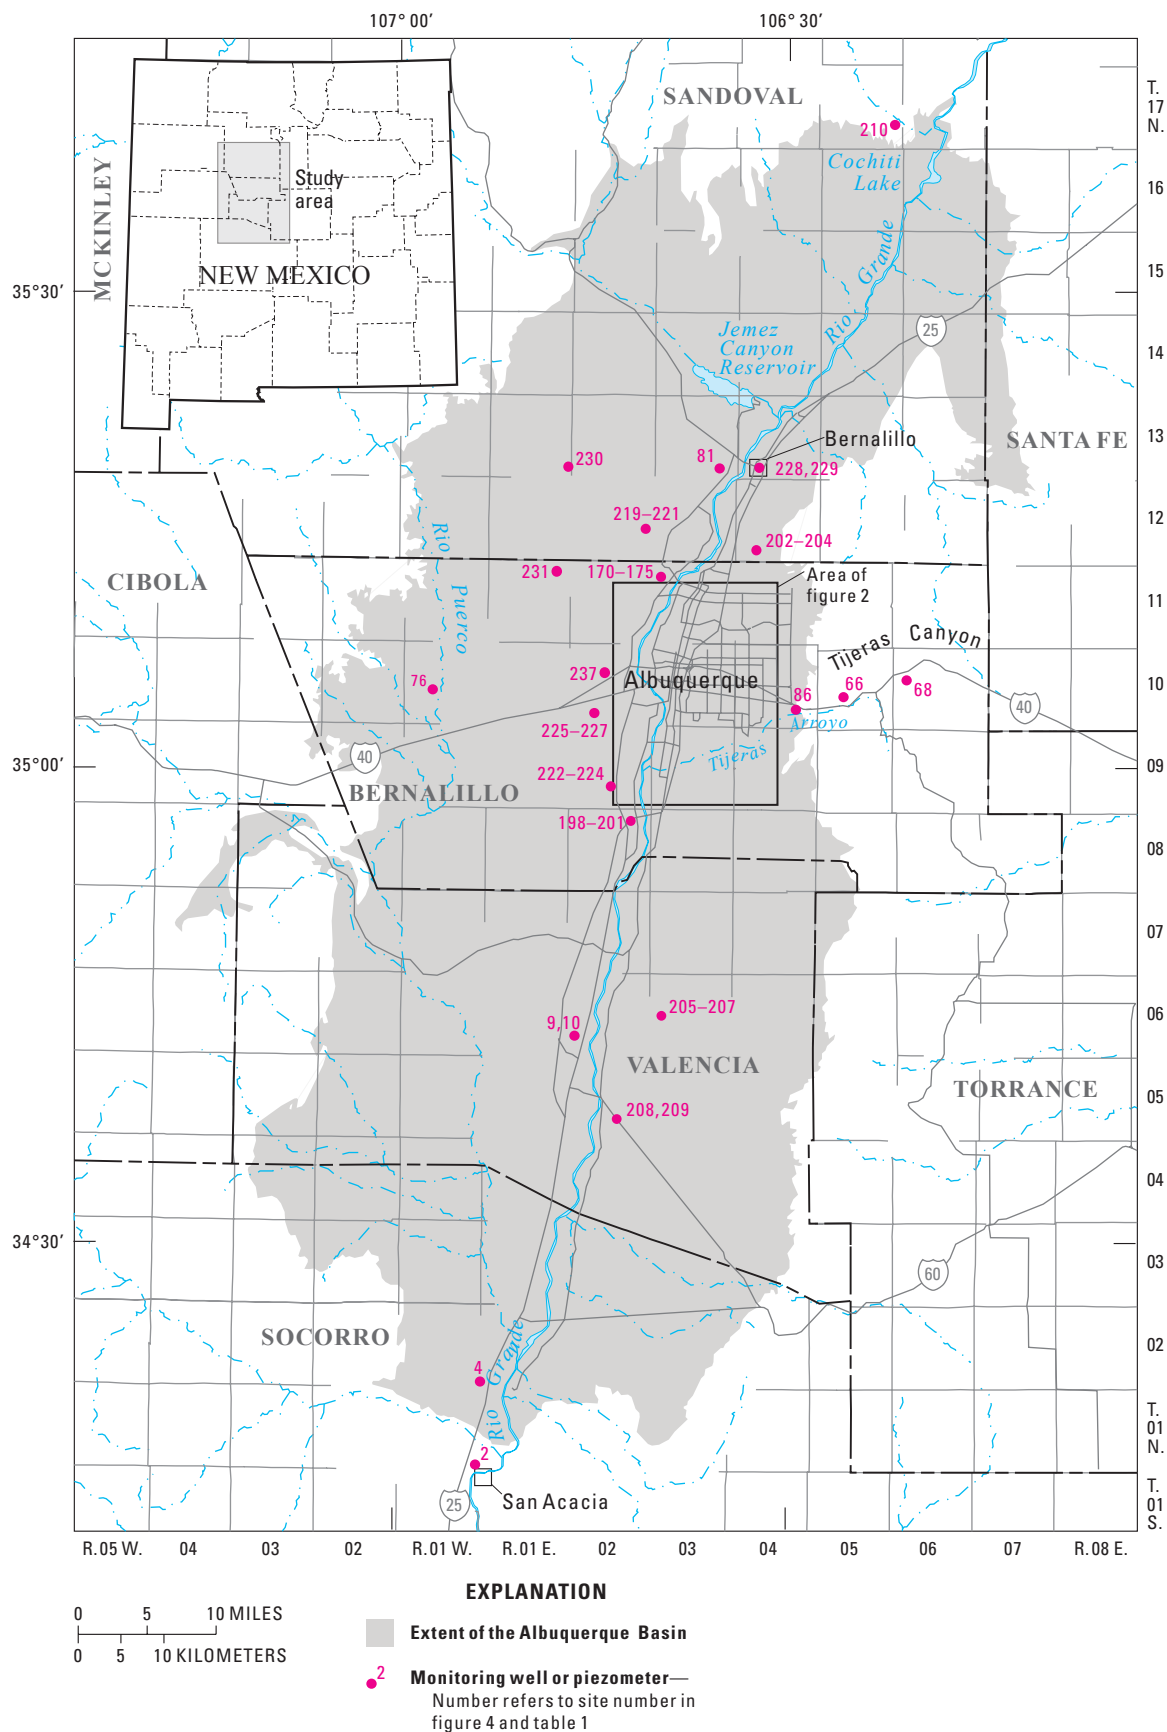 107° 00′
106° 30′
SANDOVAL
T.
17
N.
210
Cochiti
Lake
16
MCKINLEY
Study
area
NEW MEXICO
Rio Grande
15
35°30′
25
Jemez
Canyon
Reservoir
14
13
Bernalillo
SANTA FE
230
81
228,229
219–221
12
202–204
Rio
Puerco
CIBOLA
231
170–175
Area of
figure 2
11
Tijeras Canyon
76
237
Albuquerque
86
66
68
10
40
225–227
Arroyo
Tijeras
40
35°00′
222–224
09
BERNALILLO
198–201
08
07
205–207
06
9,10
VALENCIA
TORRANCE
05
208,209
04
34°30′
03
60
SOCORRO
02
4
Rio Grande
T.
01
N.
2
San Acacia
25
T.
01
S.
R. 05 W.
04
03
02
R. 01 W.
R. 01 E.
02
03
04
05
06
07
R. 08 E.
EXPLANATION
0 5 10 MILES
0 5 10 KILOMETERS
Extent of the Albuquerque Basin
2 Monitoring well or piezometer—
Number refers to site number in
figure 4 and table 1